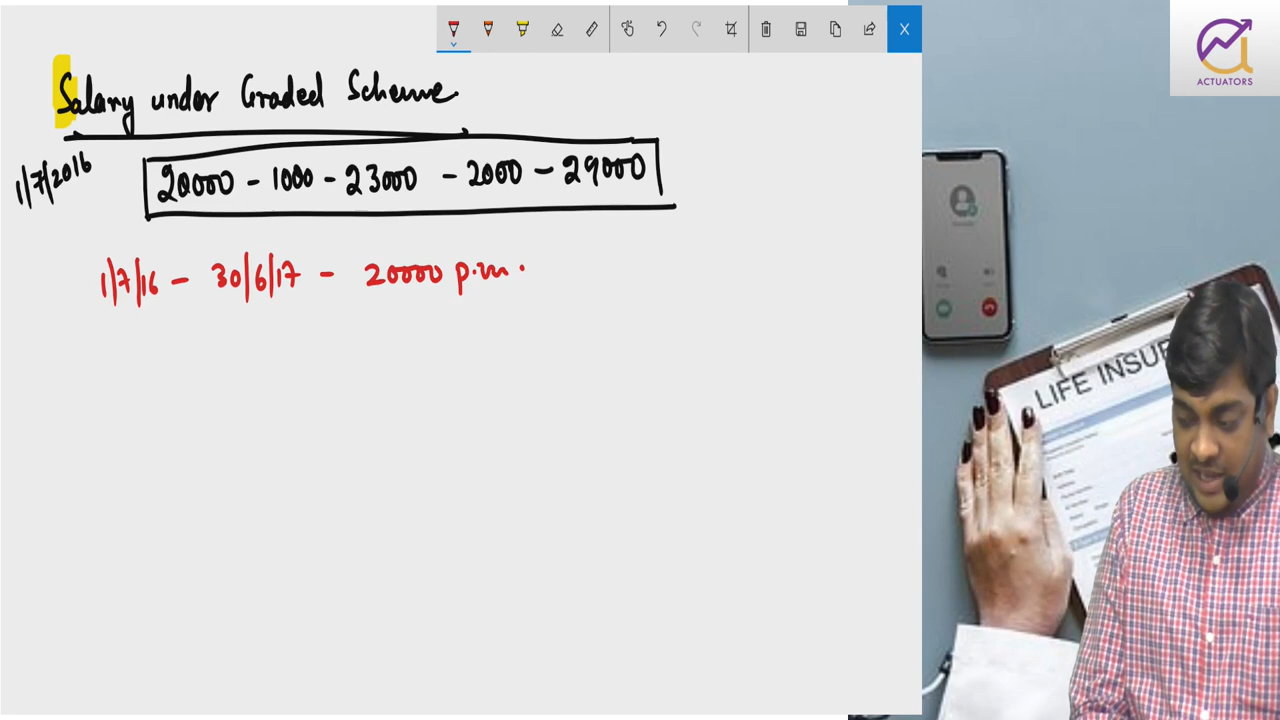 ACTUATORS
Salary under Graded Scheme.
1/7/2016
20000 - 1000 - 23000 - 2000 - 29000
1/7/16 - 30/6/17 - 20000 p.m.
LIFE INSU